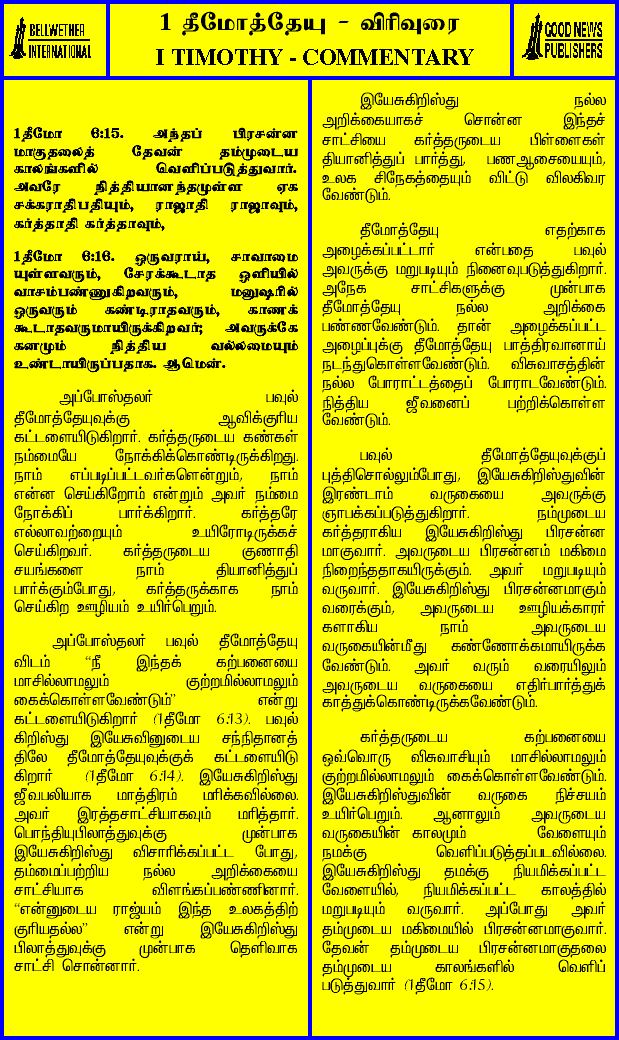 BELLWETHER
INTERNATIONAL
1 தீமோத்தேயு - விரிவுரை
I TIMOTHY - COMMENTARY
GOOD NEWS
PUBLISHERS
1தீமோ 6:15. அந்தப் பிரசன்ன
மாகுதலைத் தேவன் தம்முடைய
காலங்களில் வெளிப்படுத்துவார்.
அவரே நித்தியானந்தமுள்ள ஏக
சக்கராதிபதியும், ராஜாதி ராஜாவும்,
கர்த்தாதி கர்த்தாவும்,
1தீமோ 6:16. ஒருவராய், சாவாமை
யுள்ளவரும், சேரக்கூடாத ஒளியில்
வாசம்பண்ணுகிறவரும், மனுஷரில்
ஒருவரும் கண்டிராதவரும், காணக்
கூடாதவருமாயிருக்கிறவர்; அவருக்கே
கனமும் நித்திய வல்லமையும்
உண்டாயிருப்பதாக. ஆமென்.
அப்போஸ்தலர் பவுல்
தீமோத்தேயுவுக்கு ஆவிக்குரிய
கட்டளையிடுகிறார். கர்த்தருடைய கண்கள்
நம்மையே நோக்கிக்கொண்டிருக்கிறது.
நாம் எப்படிப்பட்டவர்களென்றும், நாம்
என்ன செய்கிறோம் என்றும் அவர் நம்மை
நோக்கிப் பார்க்கிறார். கர்த்தரே
எல்லாவற்றையும் உயிரோடிருக்கச்
செய்கிறவர். கர்த்தருடைய குணாதி
சயங்களை நாம் தியானித்துப்
பார்க்கும்போது, கர்த்தருக்காக நாம்
செய்கிற ஊழியம் உயிர்பெறும்.
அப்போஸ்தலர் பவுல் தீமோத்தேயு
விடம் “நீ இந்தக் கற்பனையை
மாசில்லாமலும் குற்றமில்லாமலும்
கைக்கொள்ளவேண்டும்” என்று
கட்டளையிடுகிறார் (1தீமோ 6:13). பவுல்
கிறிஸ்து இயேசுவினுடைய சந்நிதானத்
திலே தீமோத்தேயுவுக்குக் கட்டளையிடு
கிறார் (1தீமோ 6:14). இயேசுகிறிஸ்து
ஜீவபலியாக மாத்திரம் மரிக்கவில்லை.
அவர் இரத்தசாட்சியாகவும் மரித்தார்.
பொந்தியுபிலாத்துவுக்கு முன்பாக
இயேசுகிறிஸ்து விசாரிக்கப்பட்ட போது,
தம்மைப்பற்றிய நல்ல அறிக்கையை
சாட்சியாக விளங்கப்பண்ணினார்.
“என்னுடைய ராஜ்யம் இந்த உலகத்திற்
குரியதல்ல” என்று இயேசுகிறிஸ்து
பிலாத்துவுக்கு முன்பாக தெளிவாக
சாட்சி சொன்னார்.
இயேசுகிறிஸ்து நல்ல
அறிக்கையாகச் சொன்ன இந்தச்
சாட்சியை கர்த்தருடைய பிள்ளைகள்
தியானித்துப் பார்த்து, பணஆசையையும்,
உலக சிநேகத்தையும் விட்டு விலகிவர
வேண்டும்.
தீமோத்தேயு எதற்காக
அழைக்கப்பட்டார் என்பதை பவுல்
அவருக்கு மறுபடியும் நினைவுபடுத்துகிறார்.
அநேக சாட்சிகளுக்கு முன்பாக
தீமோத்தேயு நல்ல அறிக்கை
பண்ணவேண்டும். தான் அழைக்கப்பட்ட
அழைப்புக்கு தீமோத்தேயு பாத்திரவானாய்
நடந்துகொள்ளவேண்டும். விசுவாசத்தின்
நல்ல போராட்டத்தைப் போராடவேண்டும்.
நித்திய ஜீவனைப் பற்றிக்கொள்ள
வேண்டும்.
பவுல் தீமோத்தேயுவுக்குப்
புத்திசொல்லும்போது, இயேசுகிறிஸ்துவின்
இரண்டாம் வருகையை அவருக்கு
ஞாபகப்படுத்துகிறார். நம்முடைய
கர்த்தராகிய இயேசுகிறிஸ்து பிரசன்ன
மாகுவார். அவருடைய பிரசன்னம் மகிமை
நிறைந்ததாகயிருக்கும். அவர் மறுபடியும்
வருவார். இயேசுகிறிஸ்து பிரசன்னமாகும்
வரைக்கும், அவருடைய ஊழியக்காரர்
களாகிய நாம் அவருடைய
வருகையின்மீது கண்ணோக்கமாயிருக்க
வேண்டும். அவர் வரும் வரையிலும்
அவருடைய வருகையை எதிர்பார்த்துக்
காத்துக்கொண்டிருக்கவேண்டும்.
கர்த்தருடைய கற்பனையை
ஒவ்வொரு விசுவாசியும் மாசில்லாமலும்
குற்றமில்லாமலும் கைக்கொள்ளவேண்டும்.
இயேசுகிறிஸ்துவின் வருகை நிச்சயம்
உயிர்பெறும். ஆனாலும் அவருடைய
வருகையின் காலமும் வேளையும்
நமக்கு வெளிப்படுத்தப்படவில்லை.
இயேசுகிறிஸ்து தமக்கு நியமிக்கப்பட்ட
வேளையில், நியமிக்கப்பட்ட காலத்தில்
மறுபடியும் வருவார். அப்போது அவர்
தம்முடைய மகிமையில் பிரசன்னமாகுவார்.
தேவன் தம்முடைய பிரசன்னமாகுதலை
தம்முடைய காலங்களில் வெளிப்
படுத்துவார் (1தீமோ 6:15).